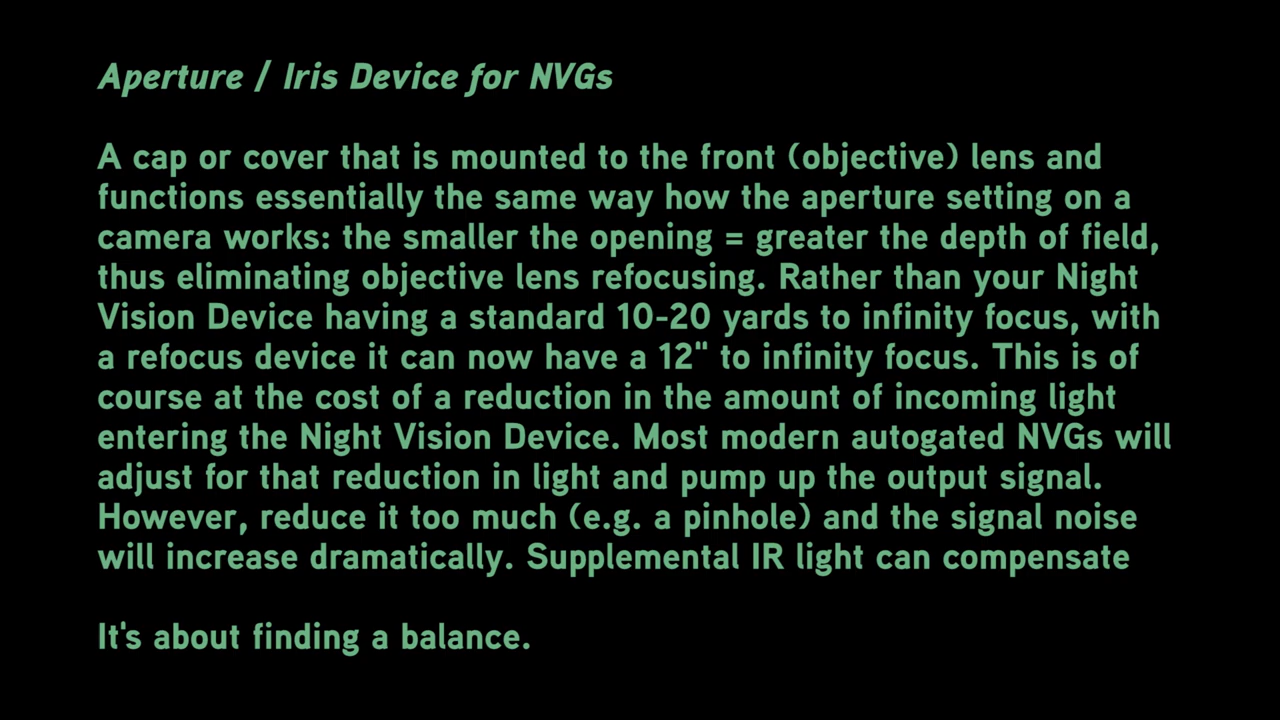 Aperture / Iris Device for NVGs
A cap or cover that is mounted to the front (objective) lens and
functions essentially the same way how the aperture setting on a
camera works: the smaller the opening = greater the depth of field,
thus eliminating objective lens refocusing. Rather than your Night
Vision Device having a standard 10-20 yards to infinity focus, with
a refocus device it can now have a 12" to infinity focus. This is of
course at the cost of a reduction in the amount of incoming light
entering the Night Vision Device. Most modern autogated NVGs will
adjust for that reduction in light and pump up the output signal.
However, reduce it too much (e.g. a pinhole) and the signal noise
will increase dramatically. Supplemental IR light can compensate
It's about finding a balance.